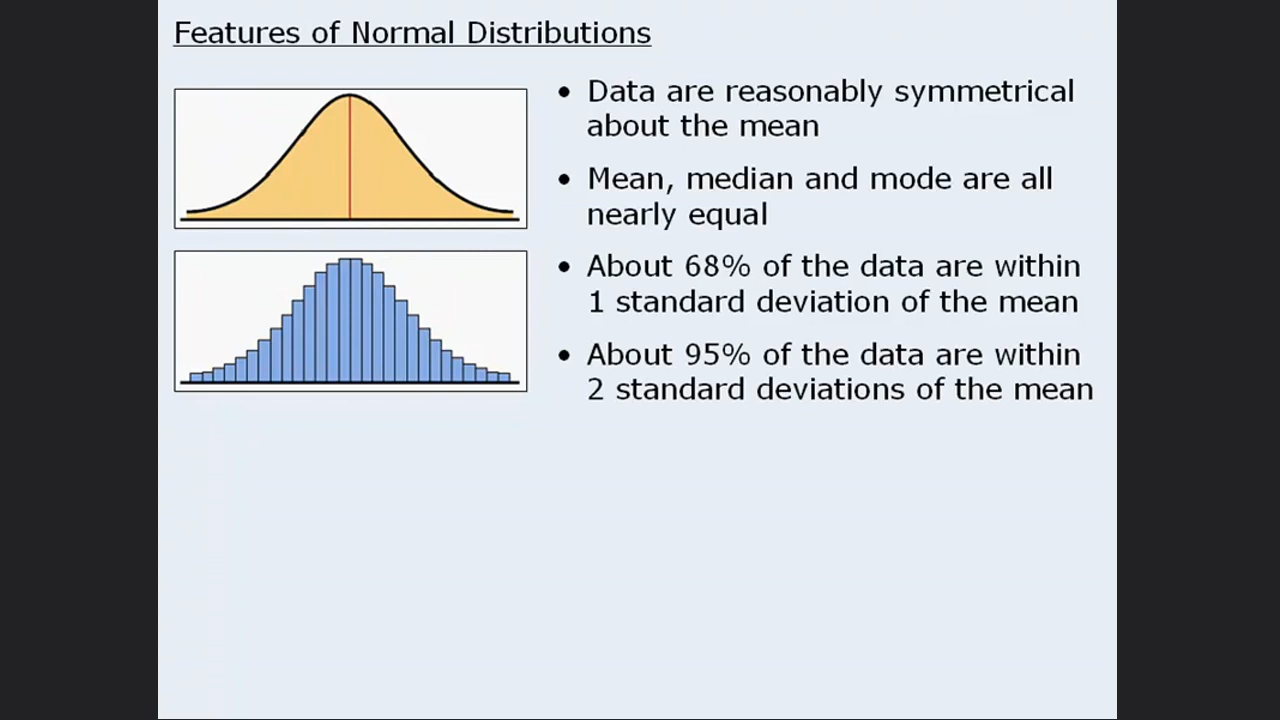 Features of Normal Distributions
• Data are reasonably symmetrical
about the mean
• Mean, median and mode are all
nearly equal
• About 68% of the data are within
1 standard deviation of the mean
• About 95% of the data are within
2 standard deviations of the mean